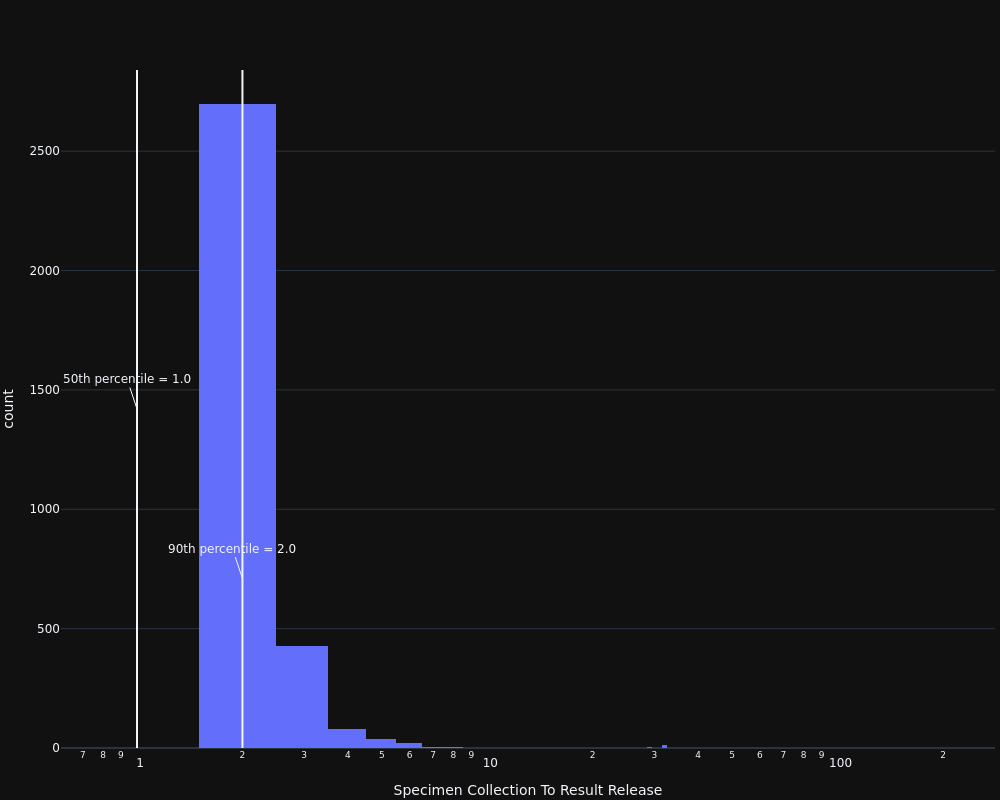 2500
2000
50th percentile = 1.0
1500
count
1000
90th percentile = 2.0
500
0
7 8 9 2 3 4 5 6 7 8 9 2 3 4 5 6 7 8 9 2
1 10 100
Specimen Collection To Result Release